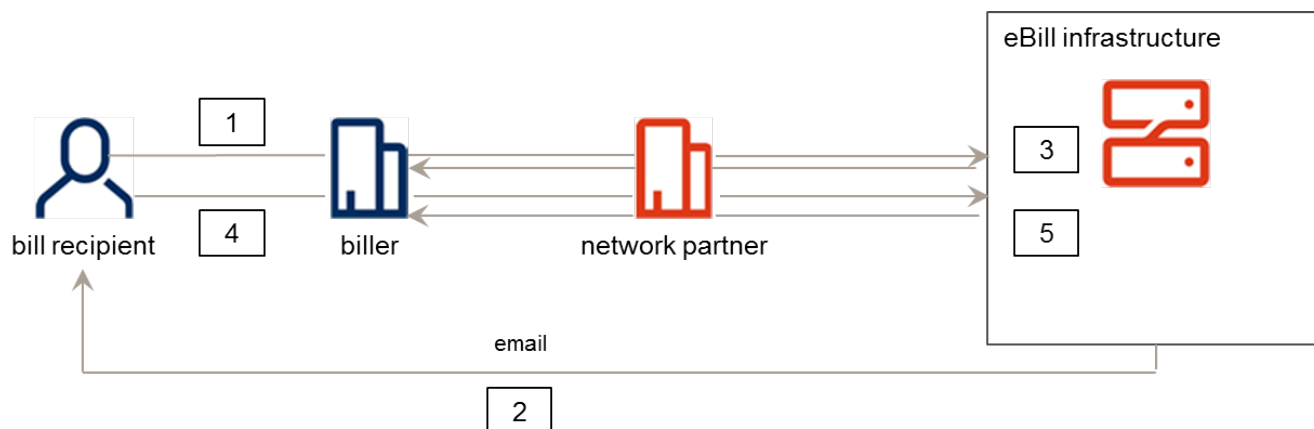 eBill infrastructure
1
3
4
5
bill recipient
biller
network partner
email
2